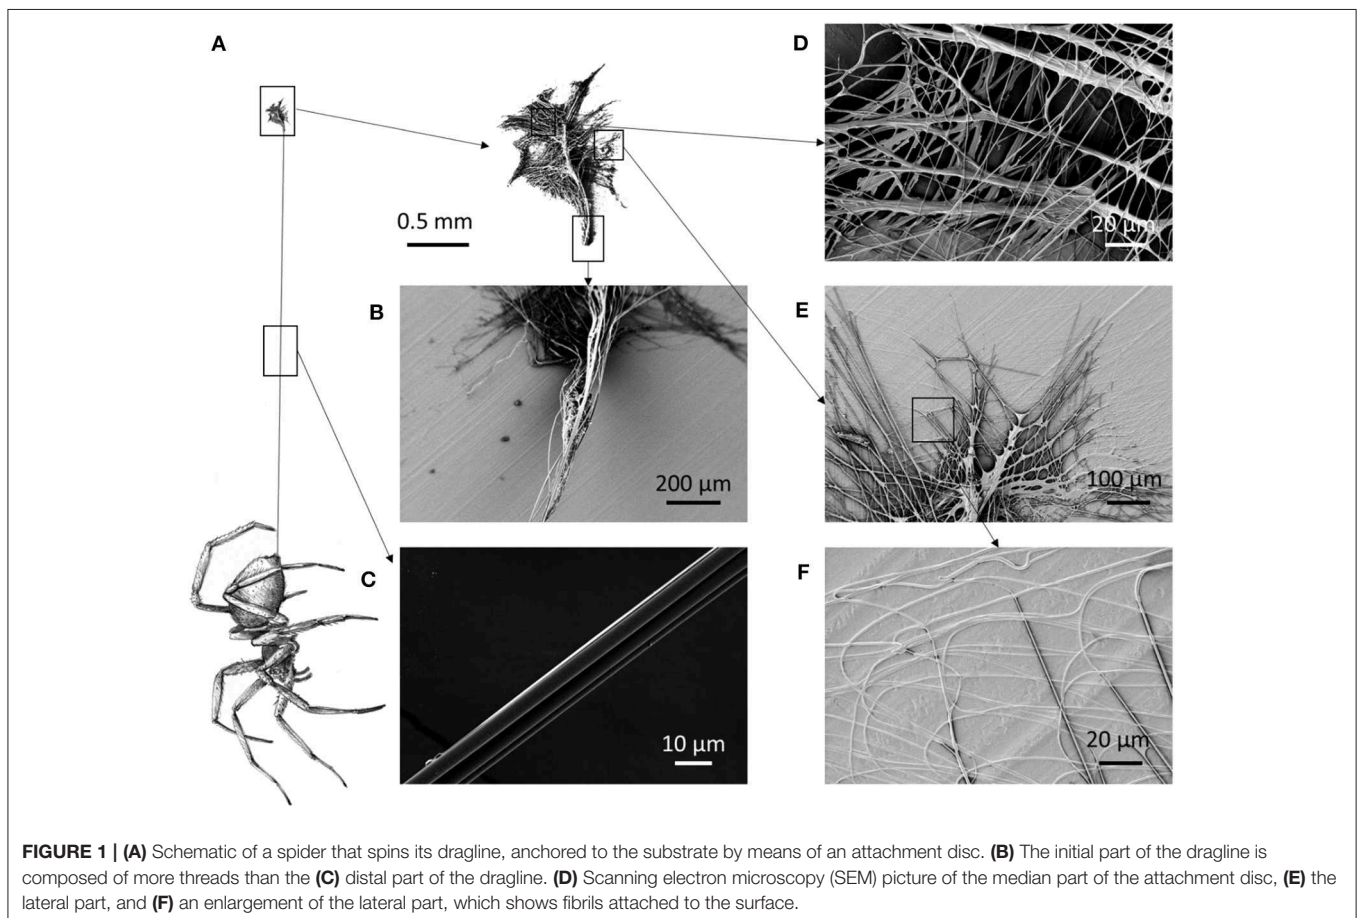 A
D
0.5 mm
20 µm
B
E
200 µm
100 µm
C
F
10 µm
20 µm
FIGURE 1 | (A) Schematic of a spider that spins its dragline, anchored to the substrate by means of an attachment disc. (B) The initial part of the dragline is
composed of more threads than the (C) distal part of the dragline. (D) Scanning electron microscopy (SEM) picture of the median part of the attachment disc, (E) the
lateral part, and (F) an enlargement of the lateral part, which shows fibrils attached to the surface.